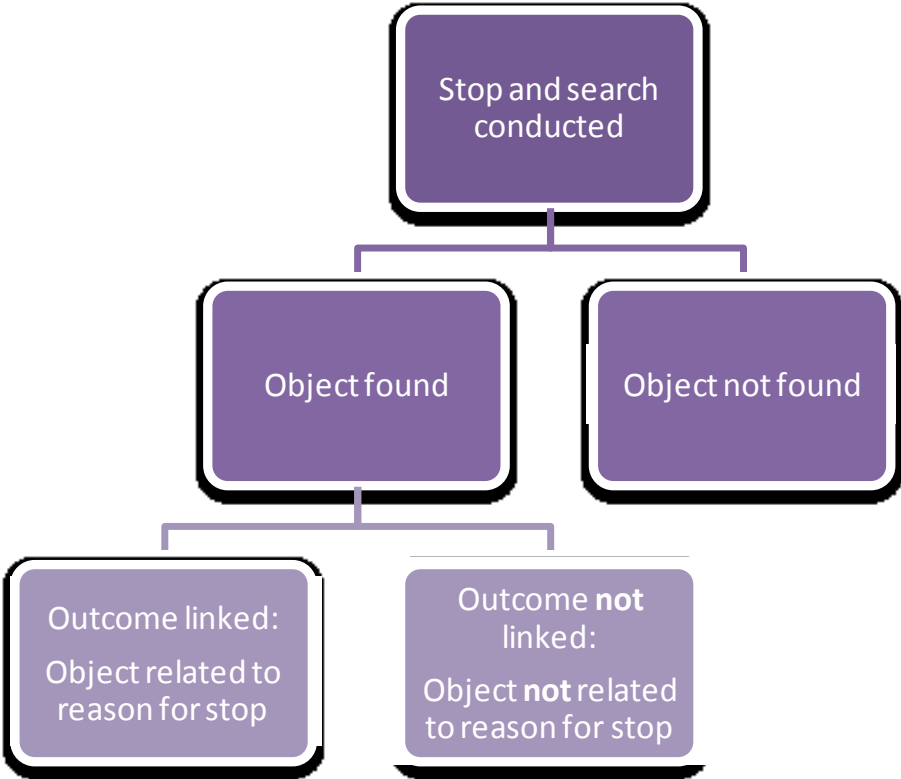 Stop and search
conducted
Object found
Object not found
Outcome linked:
Object related to
reason for stop
Outcome not
linked:
Object not related
to reason for stop